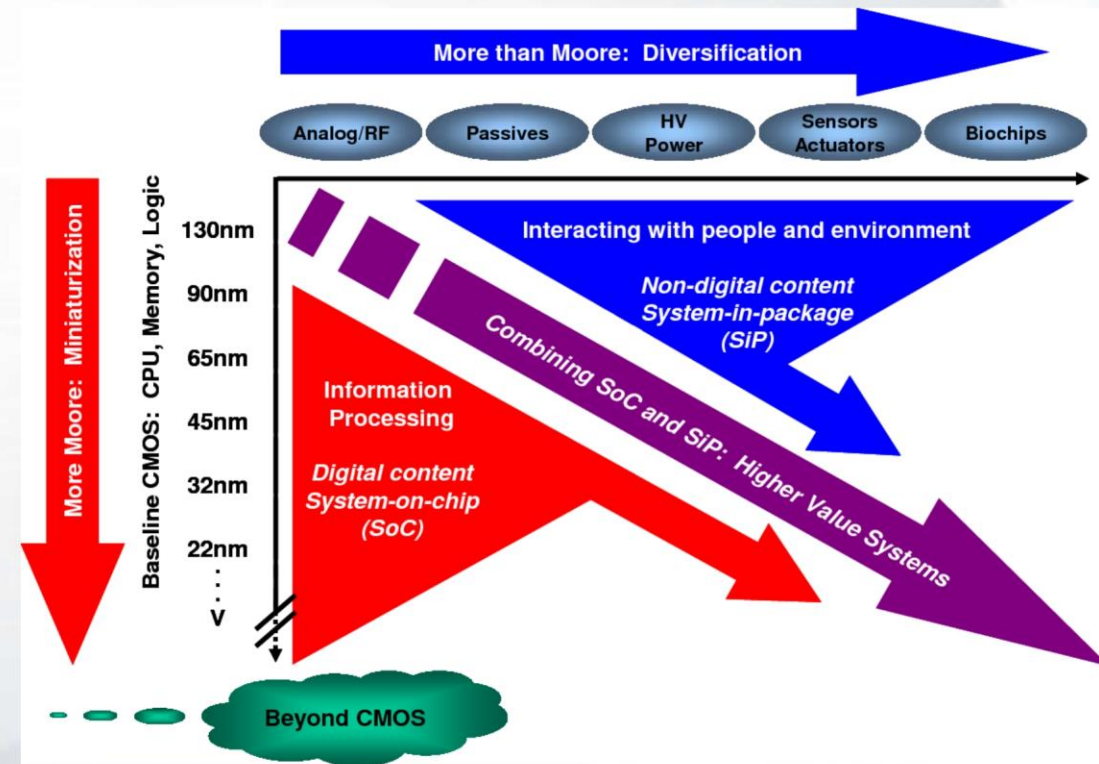 More than Moore: Diversification
Analog/RF
Passives
HV
Power
Sensors
Actuators
Biochips
More Moore: Miniaturization
Baseline CMOS: CPU, Memory, Logic
130nm
90nm
65nm
45nm
32nm
22nm
V
Interacting with people and environment
Non-digital content
System-in-package
(SiP)
Combining SoC and SiP: Higher Value Systems
Information
Processing
Digital content
System-on-chip
(SoC)
Beyond CMOS